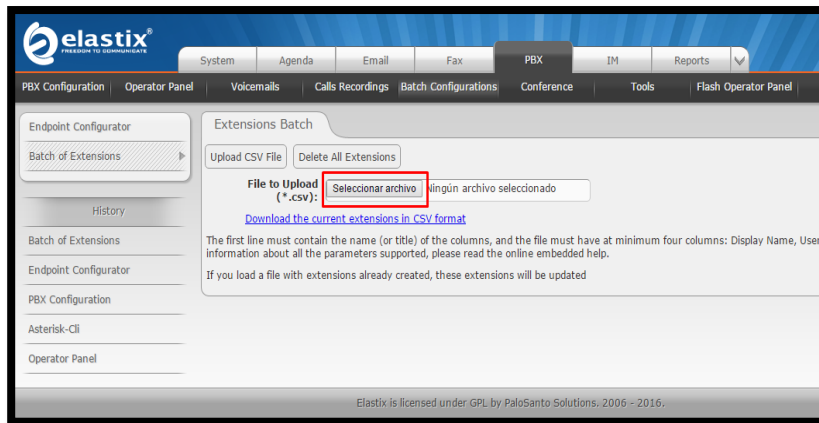 elastix®
FREEDOM TO COMMUNICATE
System Agenda Email Fax PBX IM Reports
PBX Configuration Operator Panel Voicemails Calls Recordings Batch Configurations Conference Tools Flash Operator Panel
Endpoint Configurator
Batch of Extensions
History
Batch of Extensions
Endpoint Configurator
PBX Configuration
Asterisk-Cli
Operator Panel
Extensions Batch
Upload CSV File Delete All Extensions
File to Upload Seleccionar archivo Ningún archivo seleccionado
(*.csv):
Download the current extensions in CSV format
The first line must contain the name (or title) of the columns, and the file must have at minimum four columns: Display Name, User
information about all the parameters supported, please read the online embedded help.
If you load a file with extensions already created, these extensions will be updated
Elastix is licensed under GPL by PaloSanto Solutions. 2006 - 2016.